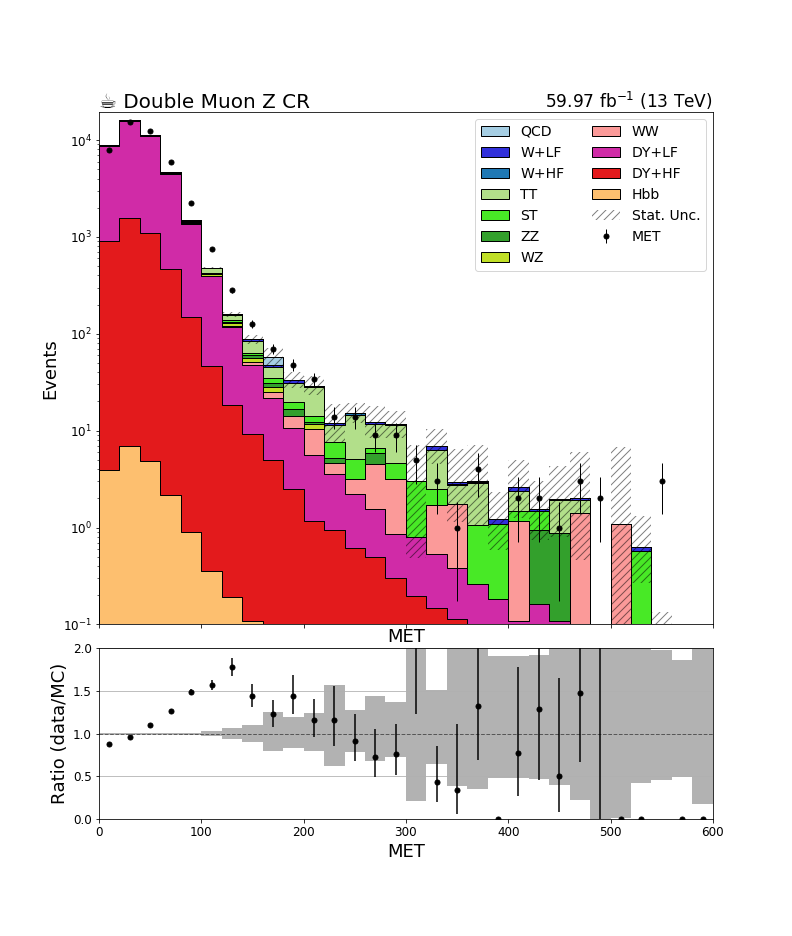 ☕ Double Muon Z CR
59.97 fb⁻¹ (13 TeV)
QCD
W+LF
W+HF
TT
ST
ZZ
WZ
WW
DY+LF
DY+HF
Hbb
Stat. Unc.
MET
Events
10⁴
10³
10²
10¹
10⁰
10⁻¹
MET
Ratio (data/MC)
2.0
1.5
1.0
0.5
0.0
0 100 200 300 400 500 600
MET